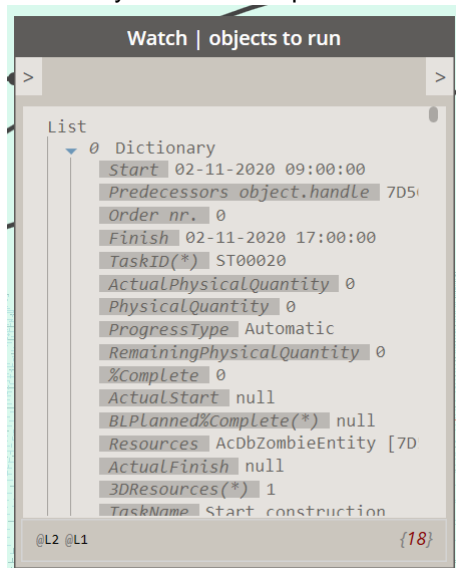 Watch | objects to run
> >
List
0 Dictionary
Start 02-11-2020 09:00:00
Predecessors object.handle 7D5
Order nr. 0
Finish 02-11-2020 17:00:00
TaskID(*) ST00020
ActualPhysicalQuantity 0
PhysicalQuantity 0
ProgressType Automatic
RemainingPhysicalQuantity 0
%Complete 0
ActualStart null
BLPlanned%Complete(*) null
Resources AcDbZombieEntity [7D
ActualFinish null
3DResources(*) 1
TaskName Start construction
@L2 @L1 {18}